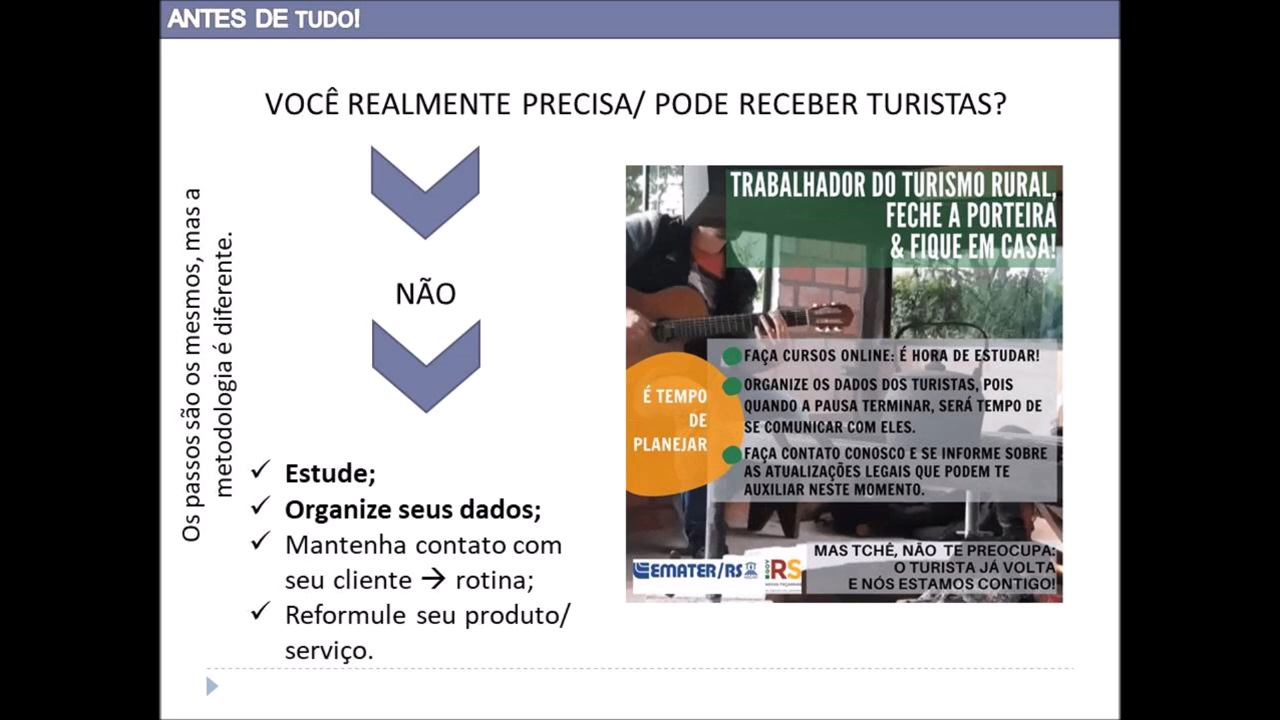 ANTES DE TUDO!
VOCÊ REALMENTE PRECISA/ PODE RECEBER TURISTAS?
Os passos são os mesmos, mas a
metodologia é diferente.
NÃO
✓ Estude;
✓ Organize seus dados;
✓ Mantenha contato com
seu cliente → rotina;
✓ Reformule seu produto/
serviço.
TRABALHADOR DO TURISMO RURAL,
FECHE A PORTEIRA
& FIQUE EM CASA!
É TEMPO
DE
PLANEJAR
FAÇA CURSOS ONLINE: É HORA DE ESTUDAR!
ORGANIZE OS DADOS DOS TURISTAS, POIS
QUANDO A PAUSA TERMINAR, SERÁ TEMPO DE
SE COMUNICAR COM ELES.
FAÇA CONTATO CONOSCO E SE INFORME SOBRE
AS ATUALIZAÇÕES LEGAIS QUE PODEM TE
AUXILIAR NESTE MOMENTO.
EMATER/RS
GOV RS
MAS TCHÊ, NÃO TE PREOCUPA:
O TURISTA JÁ VOLTA
E NÓS ESTAMOS CONTIGO!